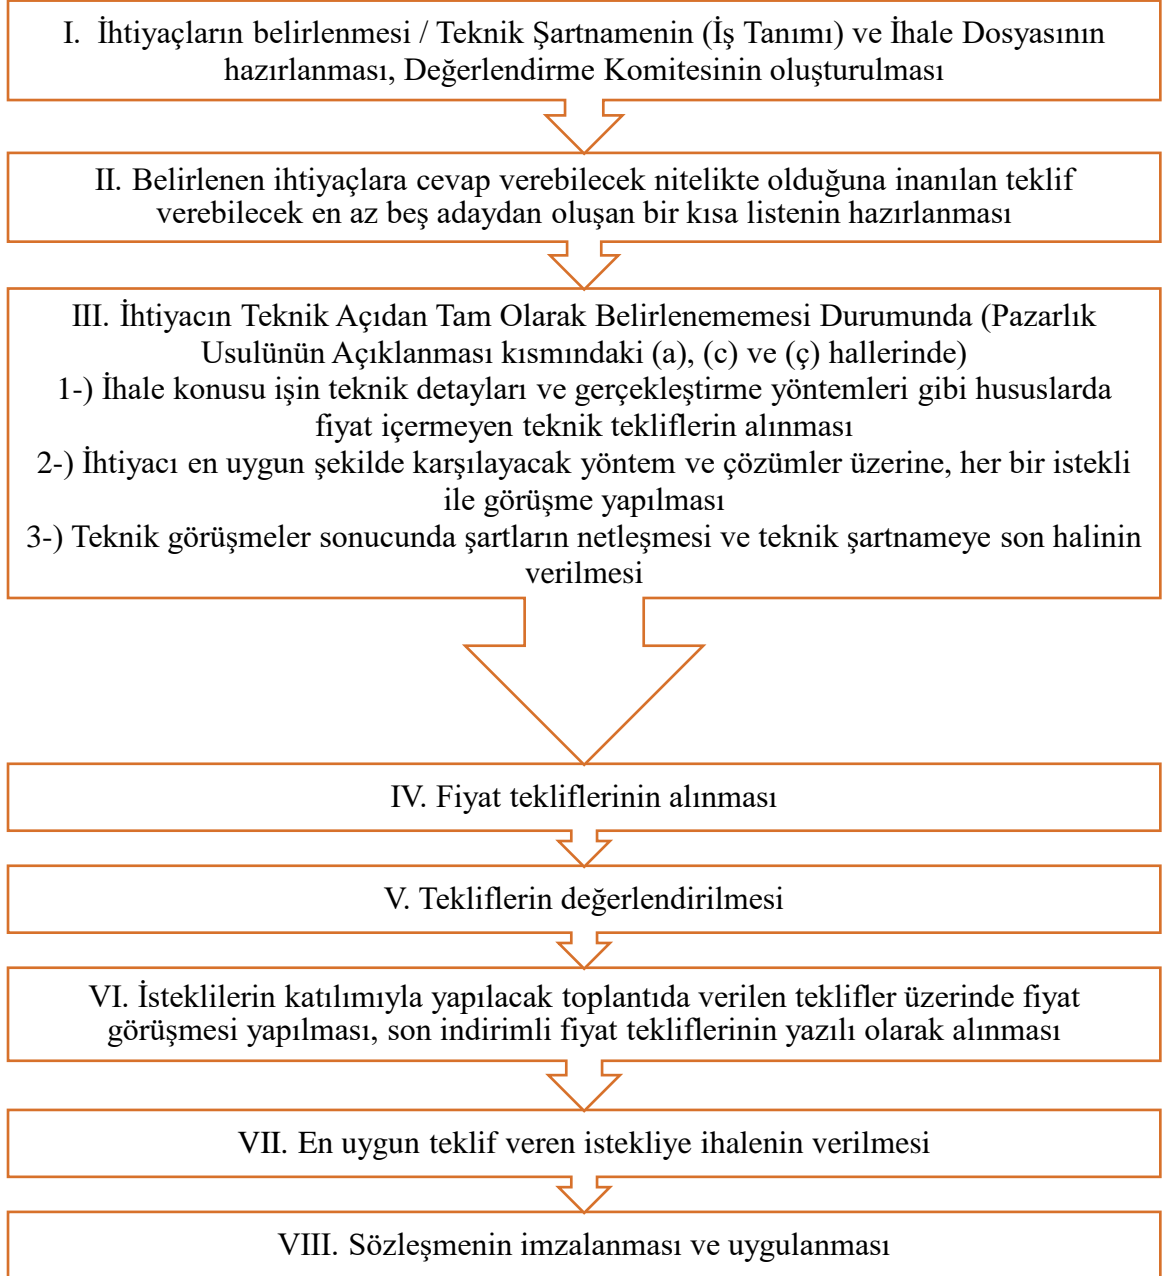 I. İhtiyaçların belirlenmesi / Teknik Şartnamenin (İş Tanımı) ve İhale Dosyasının
hazırlanması, Değerlendirme Komitesinin oluşturulması
II. Belirlenen ihtiyaçlara cevap verebilecek nitelikte olduğuna inanılan teklif
verebilecek en az beş adaydan oluşan bir kısa listenin hazırlanması
III. İhtiyacın Teknik Açıdan Tam Olarak Belirlenememesi Durumunda (Pazarlık
Usulünün Açıklanması kısmındaki (a), (c) ve (ç) hallerinde)
1-) İhale konusu işin teknik detayları ve gerçekleştirme yöntemleri gibi hususlarda
fiyat içermeyen teknik tekliflerin alınması
2-) İhtiyacı en uygun şekilde karşılayacak yöntem ve çözümler üzerine, her bir istekli
ile görüşme yapılması
3-) Teknik görüşmeler sonucunda şartların netleşmesi ve teknik şartnameye son halinin
verilmesi
IV. Fiyat tekliflerinin alınması
V. Tekliflerin değerlendirilmesi
VI. İsteklilerin katılımıyla yapılacak toplantıda verilen teklifler üzerinde fiyat
görüşmesi yapılması, son indirimli fiyat tekliflerinin yazılı olarak alınması
VII. En uygun teklif veren istekliye ihalenin verilmesi
VIII. Sözleşmenin imzalanması ve uygulanması